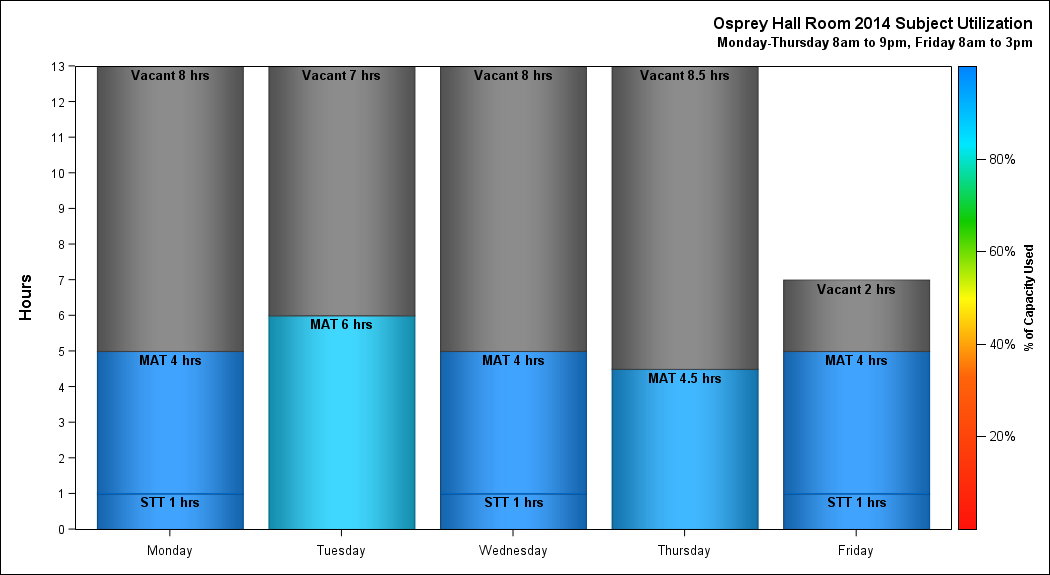 Osprey Hall Room 2014 Subject Utilization
Monday-Thursday 8am to 9pm, Friday 8am to 3pm
Hours
13
12
11
10
9
8
7
6
5
4
3
2
1
0
Vacant 8 hrs
MAT 4 hrs
STT 1 hrs
Vacant 7 hrs
MAT 6 hrs
Vacant 8 hrs
MAT 4 hrs
STT 1 hrs
Vacant 8.5 hrs
MAT 4.5 hrs
Vacant 2 hrs
MAT 4 hrs
STT 1 hrs
Monday
Tuesday
Wednesday
Thursday
Friday
80%
60%
40%
20%
% of Capacity Used